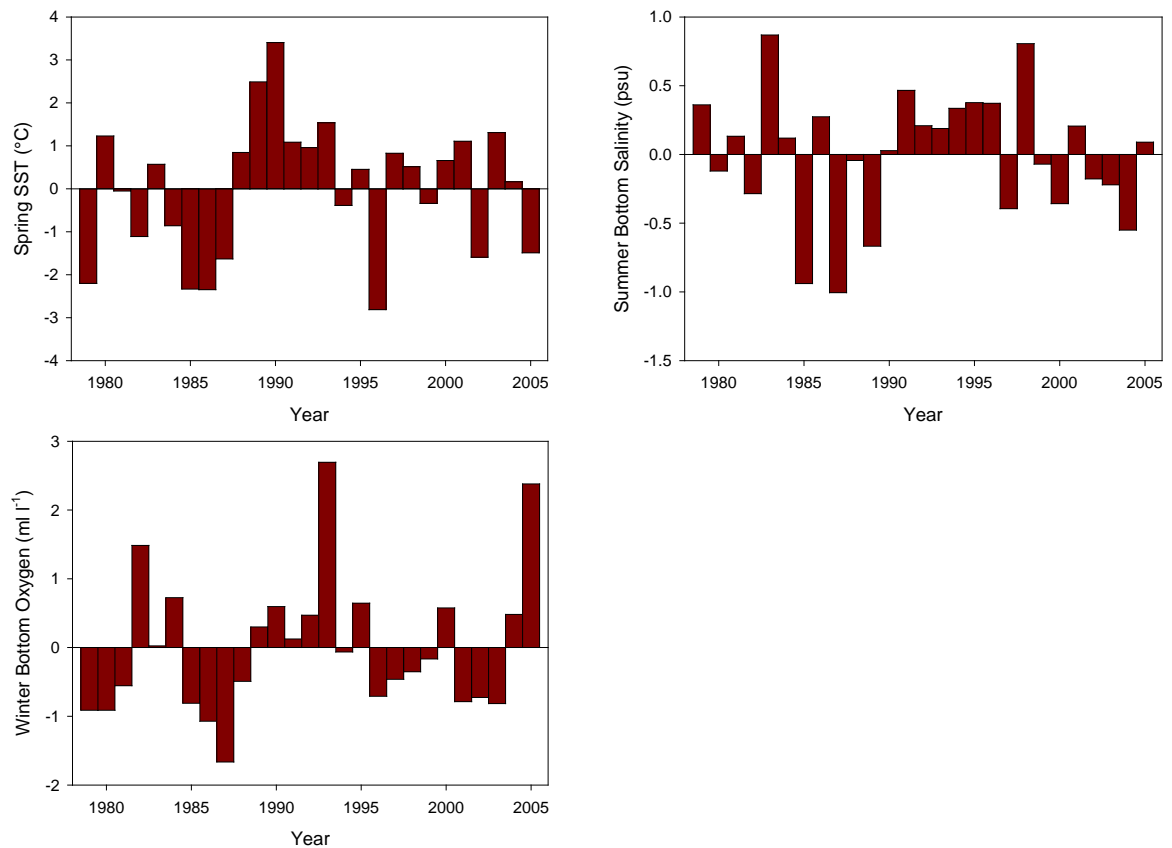 Spring SST (°C)
4
3
2
1
0
-1
-2
-3
-4
1980 1985 1990 1995 2000 2005
Year
Summer Bottom Salinity (psu)
1.0
0.5
0.0
-0.5
-1.0
-1.5
1980 1985 1990 1995 2000 2005
Year
Winter Bottom Oxygen (ml l⁻¹)
3
2
1
0
-1
-2
1980 1985 1990 1995 2000 2005
Year